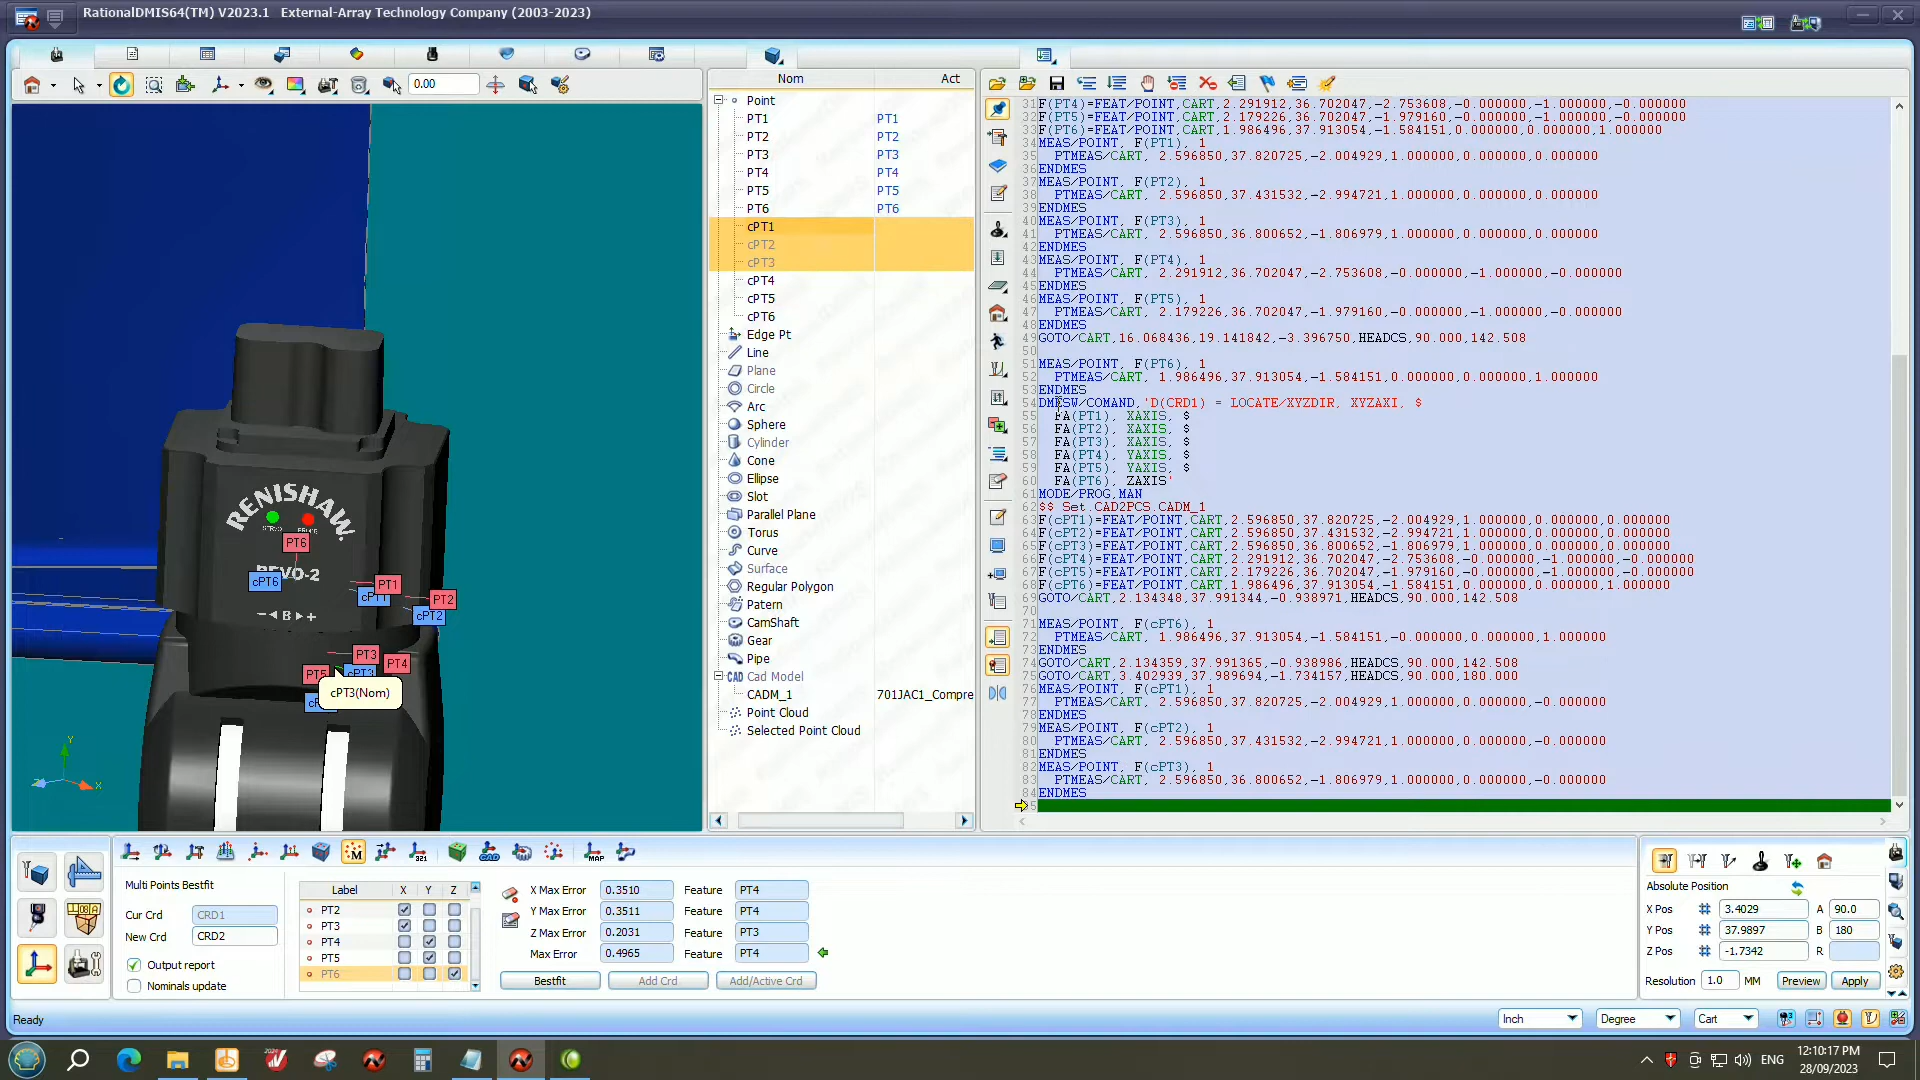 RationalDMIS64(TM) V2023.1   External-Array Technology Company (2003-2023)
0.00
RENISHAW.
SERVO
PT6
cPT6
REVO-2
PT1
PT2
cPT2
- ◄ B ► +
PT3
PT4
PT5
cPT3(Nom)
Y
X
Nom Act
Point
PT1 PT1
PT2 PT2
PT3 PT3
PT4 PT4
PT5 PT5
PT6 PT6
cPT1
cPT2
cPT3
cPT4
cPT5
cPT6
Edge Pt
Line
Plane
Circle
Arc
Sphere
Cylinder
Cone
Ellipse
Slot
Parallel Plane
Torus
Curve
Surface
Regular Polygon
Patern
CamShaft
Gear
Pipe
CAD Cad Model
CADM_1 701JAC1_Compre
Point Cloud
Selected Point Cloud
31 F(PT4)=FEAT/POINT,CART,2.291912,36.702047,-2.753608,-0.000000,-1.000000,-0.000000
32 F(PT5)=FEAT/POINT,CART,2.179226,36.702047,-1.979160,-0.000000,-1.000000,-0.000000
33 F(PT6)=FEAT/POINT,CART,1.986496,37.913054,-1.584151,0.000000,0.000000,1.000000
34 MEAS/POINT, F(PT1), 1
35 PTMEAS/CART, 2.596850,37.820725,-2.004929,1.000000,0.000000,0.000000
36 ENDMES
37 MEAS/POINT, F(PT2), 1
38 PTMEAS/CART, 2.596850,37.431532,-2.994721,1.000000,0.000000,0.000000
39 ENDMES
40 MEAS/POINT, F(PT3), 1
41 PTMEAS/CART, 2.596850,36.800652,-1.806979,1.000000,0.000000,0.000000
42 ENDMES
43 MEAS/POINT, F(PT4), 1
44 PTMEAS/CART, 2.291912,36.702047,-2.753608,-0.000000,-1.000000,-0.000000
45 ENDMES
46 MEAS/POINT, F(PT5), 1
47 PTMEAS/CART, 2.179226,36.702047,-1.979160,-0.000000,-1.000000,-0.000000
48 ENDMES
49 GOTO/CART,16.068436,19.141842,-3.396750,HEADCS,90.000,142.508
50
51 MEAS/POINT, F(PT6), 1
52 PTMEAS/CART, 1.986496,37.913054,-1.584151,0.000000,0.000000,1.000000
53 ENDMES
54 DMESW/COMAND,'D(CRD1) = LOCATE/XYZDIR, XYZAXI, $
55 FA(PT1), XAXIS, $
56 FA(PT2), XAXIS, $
57 FA(PT3), XAXIS, $
58 FA(PT4), YAXIS, $
59 FA(PT5), YAXIS, $
60 FA(PT6), ZAXIS'
61 MODE/PROG,MAN
62 $$ Set CAD2PCS CADM_1
63 F(cPT1)=FEAT/POINT,CART,2.596850,37.820725,-2.004929,1.000000,0.000000,0.000000
64 F(cPT2)=FEAT/POINT,CART,2.596850,37.431532,-2.994721,1.000000,0.000000,0.000000
65 F(cPT3)=FEAT/POINT,CART,2.596850,36.800652,-1.806979,1.000000,0.000000,0.000000
66 F(cPT4)=FEAT/POINT,CART,2.291912,36.702047,-2.753608,-0.000000,-1.000000,-0.000000
67 F(cPT5)=FEAT/POINT,CART,2.179226,36.702047,-1.979160,-0.000000,-1.000000,-0.000000
68 F(cPT6)=FEAT/POINT,CART,1.986496,37.913054,-1.584151,0.000000,0.000000,1.000000
69 GOTO/CART,2.134348,37.991344,-0.938971,HEADCS,90.000,142.508
70
71 MEAS/POINT, F(cPT6), 1
72 PTMEAS/CART, 1.986496,37.913054,-1.584151,-0.000000,0.000000,1.000000
73 ENDMES
74 GOTO/CART,2.134359,37.991365,-0.938986,HEADCS,90.000,142.508
75 GOTO/CART,3.402939,37.989694,-1.734157,HEADCS,90.000,180.000
76 MEAS/POINT, F(cPT1), 1
77 PTMEAS/CART, 2.596850,37.820725,-2.004929,1.000000,0.000000,-0.000000
78 ENDMES
79 MEAS/POINT, F(cPT2), 1
80 PTMEAS/CART, 2.596850,37.431532,-2.994721,1.000000,0.000000,-0.000000
81 ENDMES
82 MEAS/POINT, F(cPT3), 1
83 PTMEAS/CART, 2.596850,36.800652,-1.806979,1.000000,0.000000,-0.000000
84 ENDMES
5
M
321
CAD
MAP
Multi Points Bestfit
Cur Crd CRD1
New Crd CRD2
Output report
Nominals update
Label X Y Z
PT2
PT3
PT4
PT5
PT6
X Max Error 0.3510 Feature PT4
Y Max Error 0.3511 Feature PT4
Z Max Error 0.2031 Feature PT3
Max Error 0.4965 Feature PT4
Bestfit Add Crd Add/Active Crd
Absolute Position
X Pos 3.4029 A 90.0
Y Pos 37.9897 B 180
Z Pos -1.7342 R
Resolution 1.0 MM Preview Apply
Ready
Inch Degree Cart
ENG
12:10:17 PM
28/09/2023